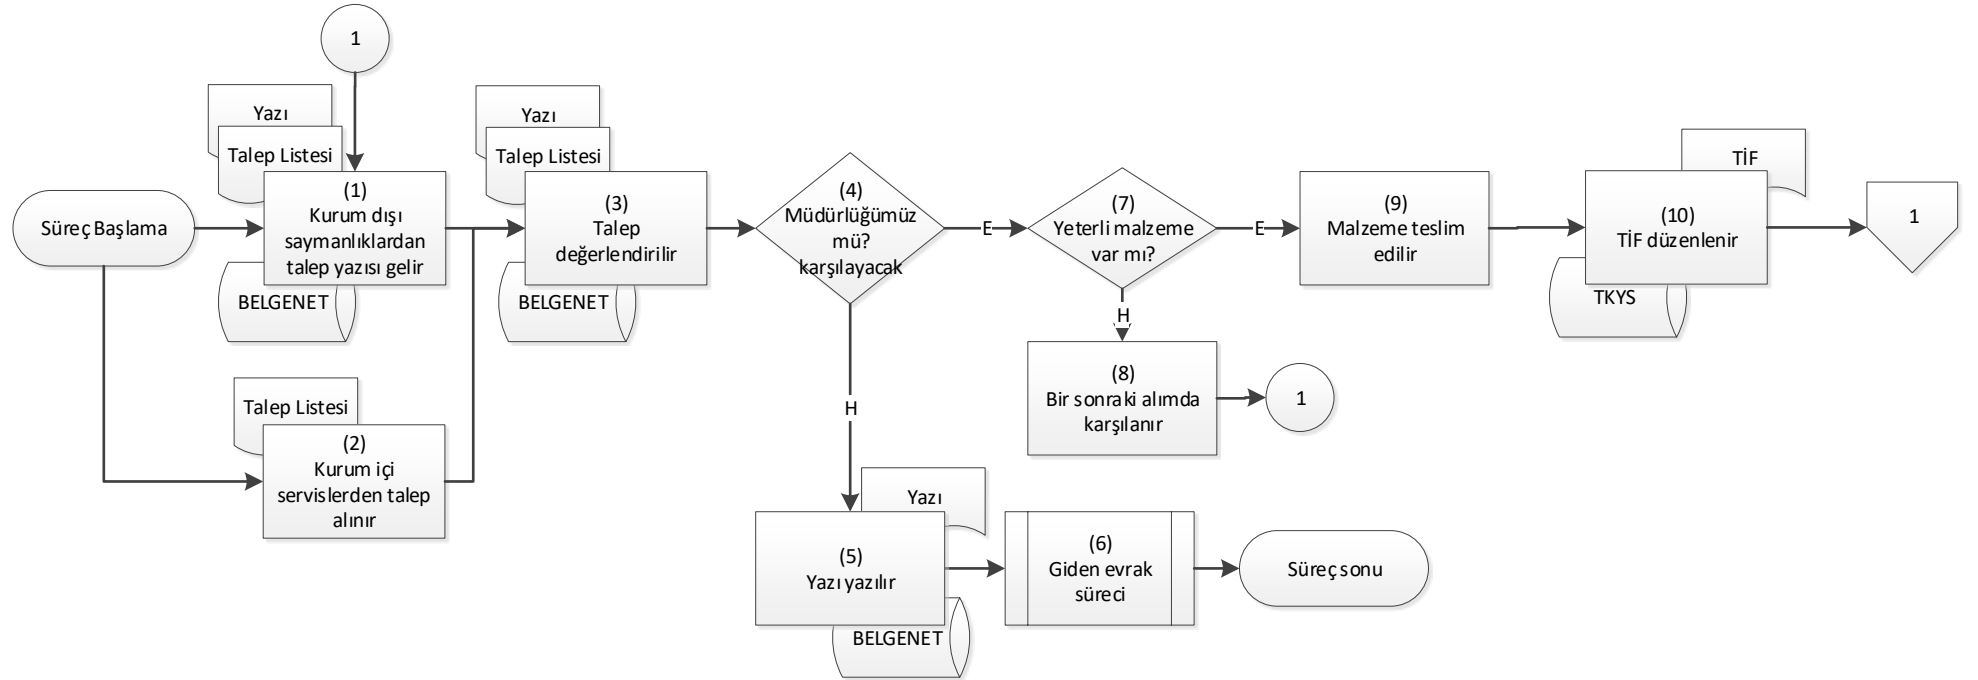 1
Yazı
Talep Listesi
Süreç Başlama
(1)
Kurum dışı
saymanlıklardan
talep yazısı gelir
BELGENET
Talep Listesi
(2)
Kurum içi
servislerden talep
alınır
Yazı
Talep Listesi
(3)
Talep
değerlendirilir
BELGENET
(4)
Müdürlüğümüz
mü?
karşılayacak
E
H
Yazı
(5)
Yazı yazılır
BELGENET
(6)
Giden evrak
süreci
Süreç sonu
(7)
Yeterli malzeme
var mı?
E
H
(8)
Bir sonraki alımda
karşılanır
1
(9)
Malzeme teslim
edilir
TİF
(10)
TİF düzenlenir
TKYS
1